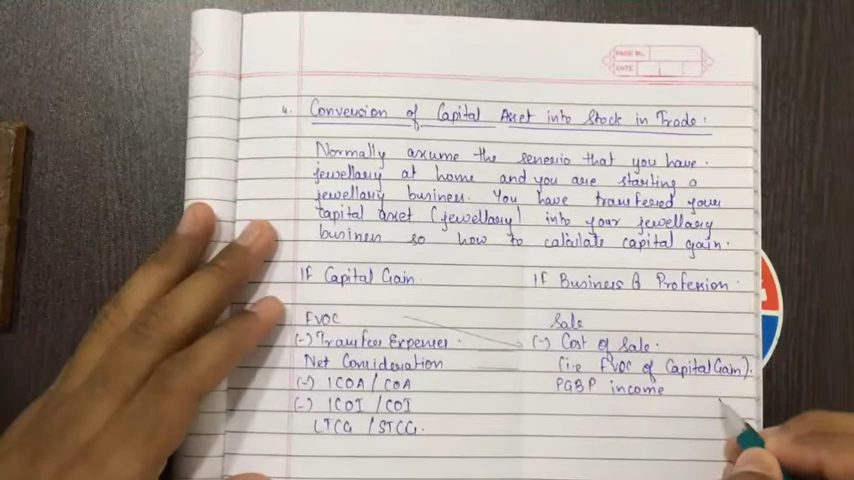 PAGE No.
DATE
4. Conversion of Capital Asset into Stock in Trade:
Normally assume the senerio that you have.
jewellary at home and you are starting a
jewellary business. You have transfered your
capital asset (jewellary) into your jewellary
business so how to calculate capital gain.
If Capital Gain If Business & Profession.
FVOC Sale
(-) Transfer Expenses. (-) Cost of Sale.
Net Consideration (i.e FVOC of Capital Gain).
(-) ICOA / COA PGBP income
(-) ICOI / COI
LTCG / STCG.